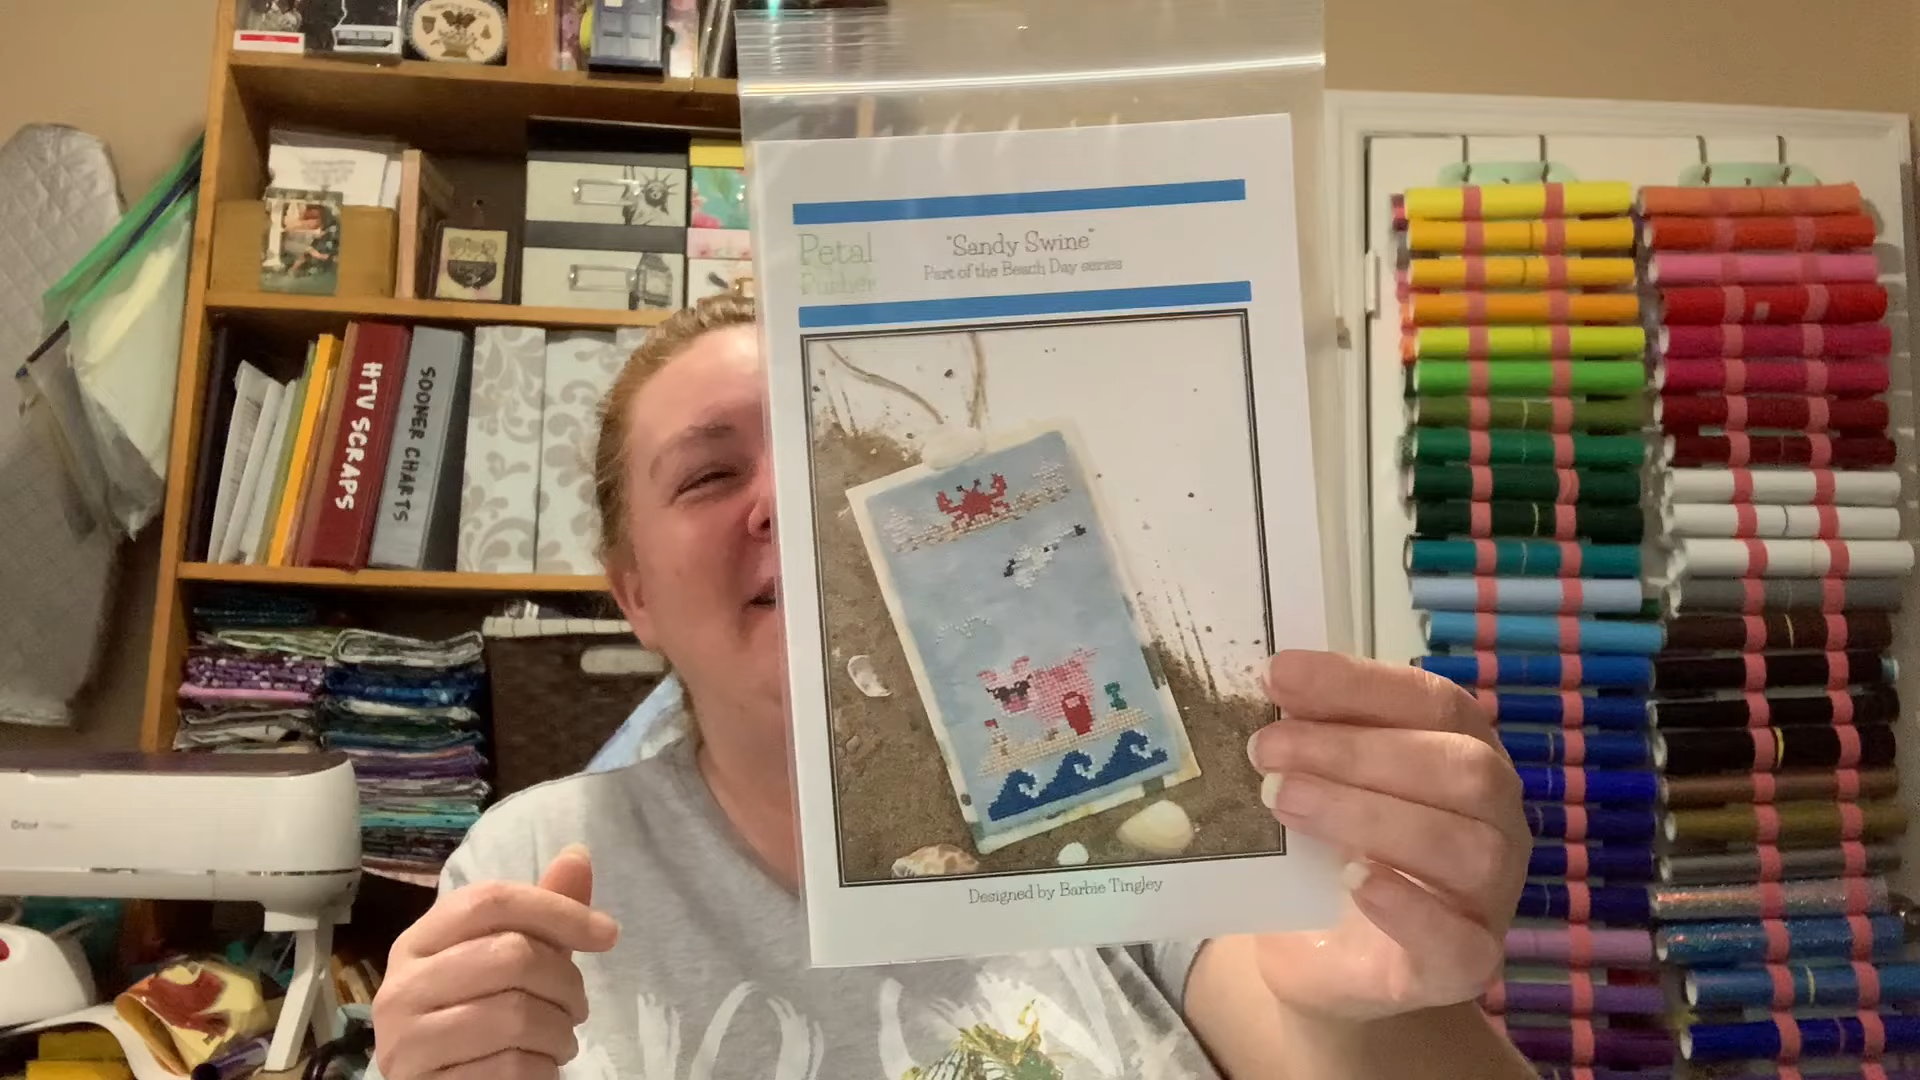 Petal
Pusher
"Sandy Swine"
Part of the Beach Day series
Designed by Barbie Tingley
HTV SCRAPS
SOONER CHARTS